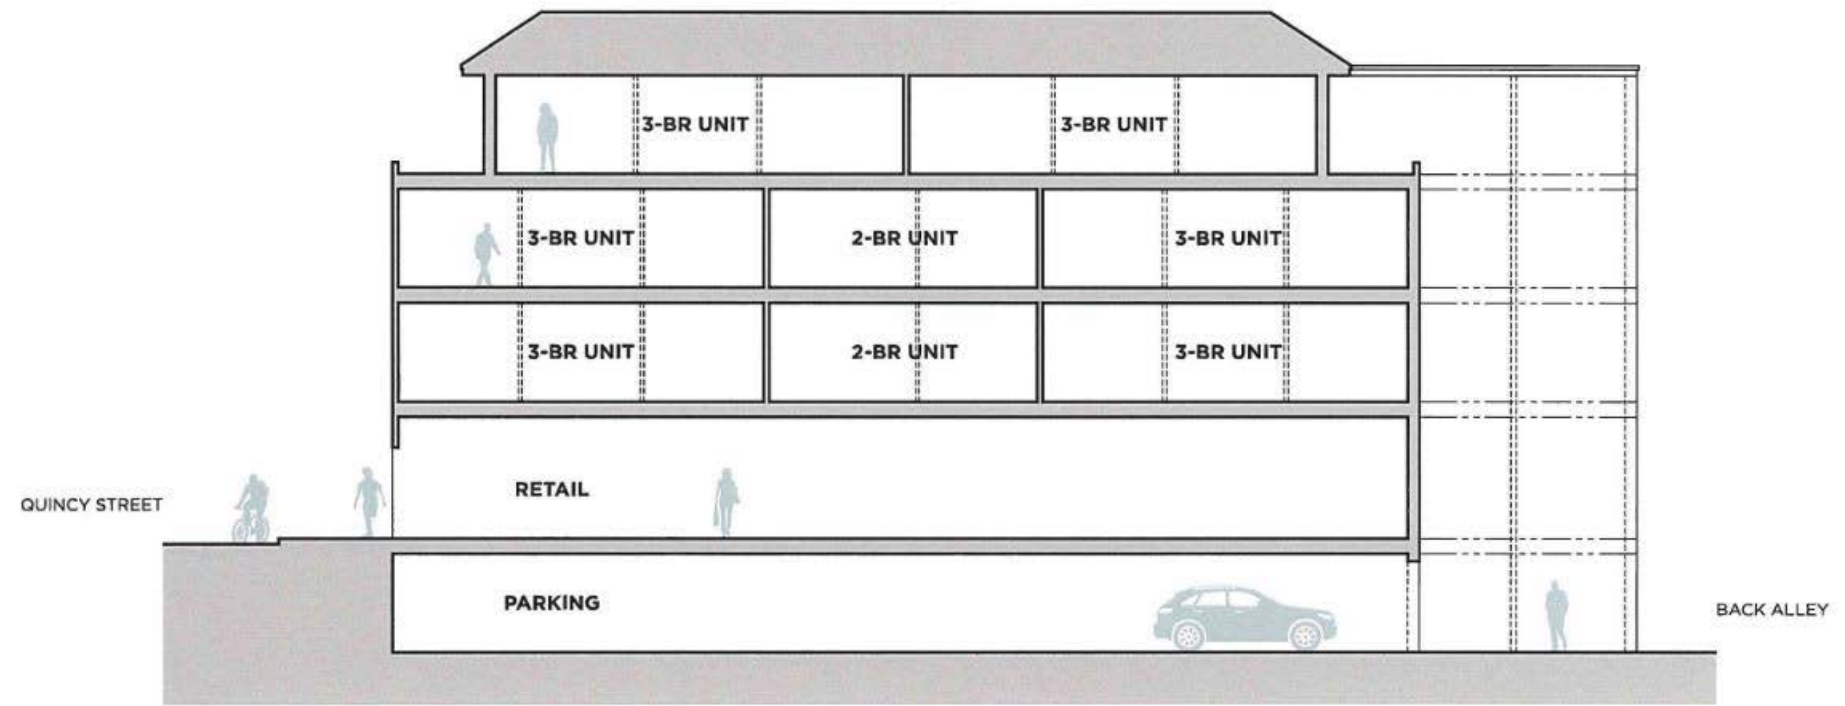 3-BR UNIT
3-BR UNIT
3-BR UNIT
2-BR UNIT
3-BR UNIT
3-BR UNIT
2-BR UNIT
3-BR UNIT
RETAIL
QUINCY STREET
PARKING
BACK ALLEY